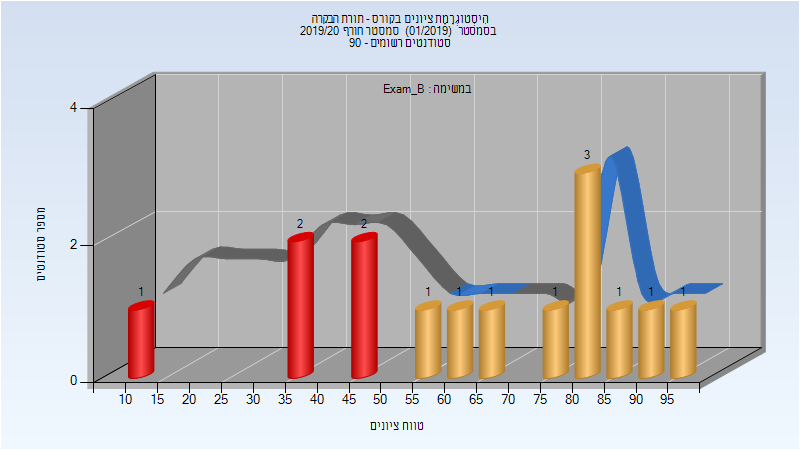 היסטוגרמת ציונים בקורס - תורת הבקרה
בסמסטר (01/2019) סמסטר חורף 2019/20
סטודנטים רשומים - 90
במשימה : Exam_B
מספר סטודנטים
4
2
0
1 2 2 1 1 1 1 3 1 1 1
10 15 20 25 30 35 40 45 50 55 60 65 70 75 80 85 90 95
טווח ציונים